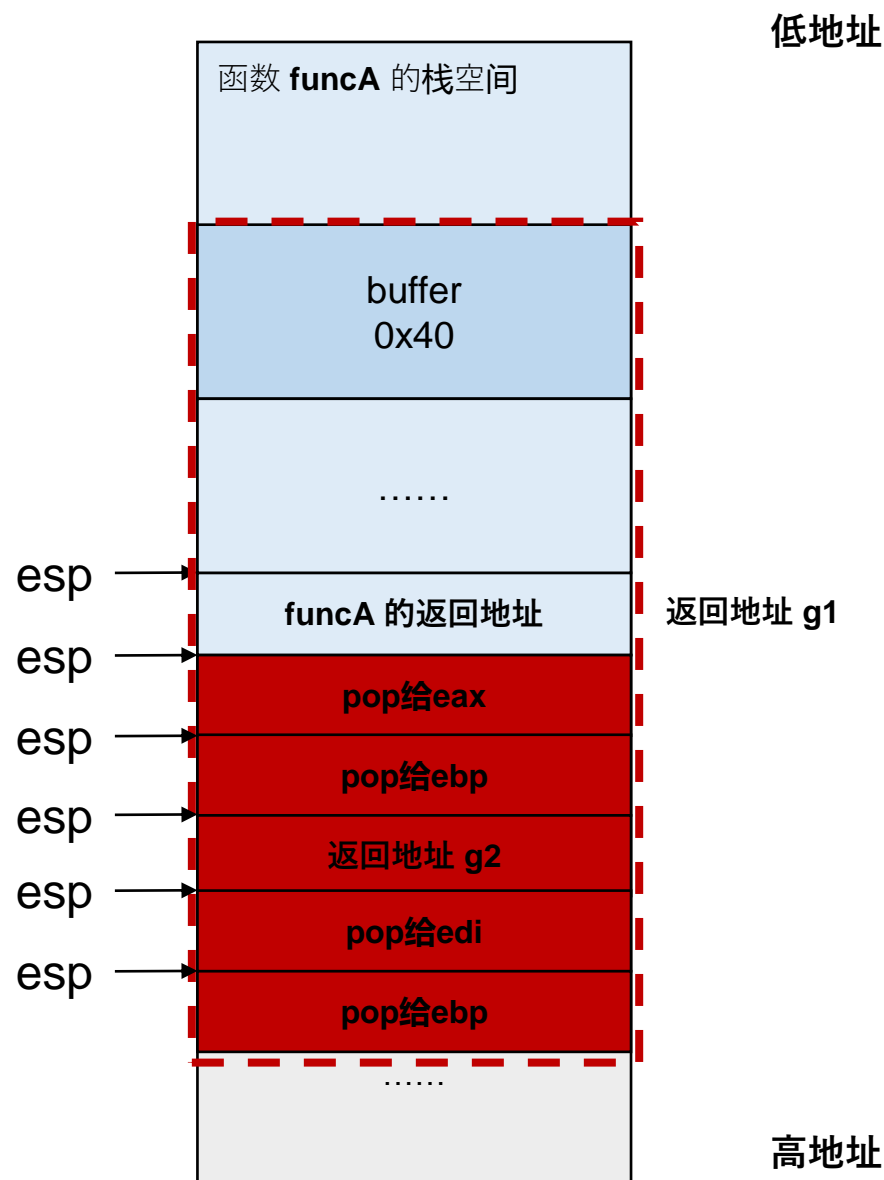 低地址
函数 funcA 的栈空间
buffer
0x40
......
esp
funcA 的返回地址
返回地址 g1
esp
pop给eax
esp
pop给ebp
esp
返回地址 g2
esp
pop给edi
esp
pop给ebp
......
高地址